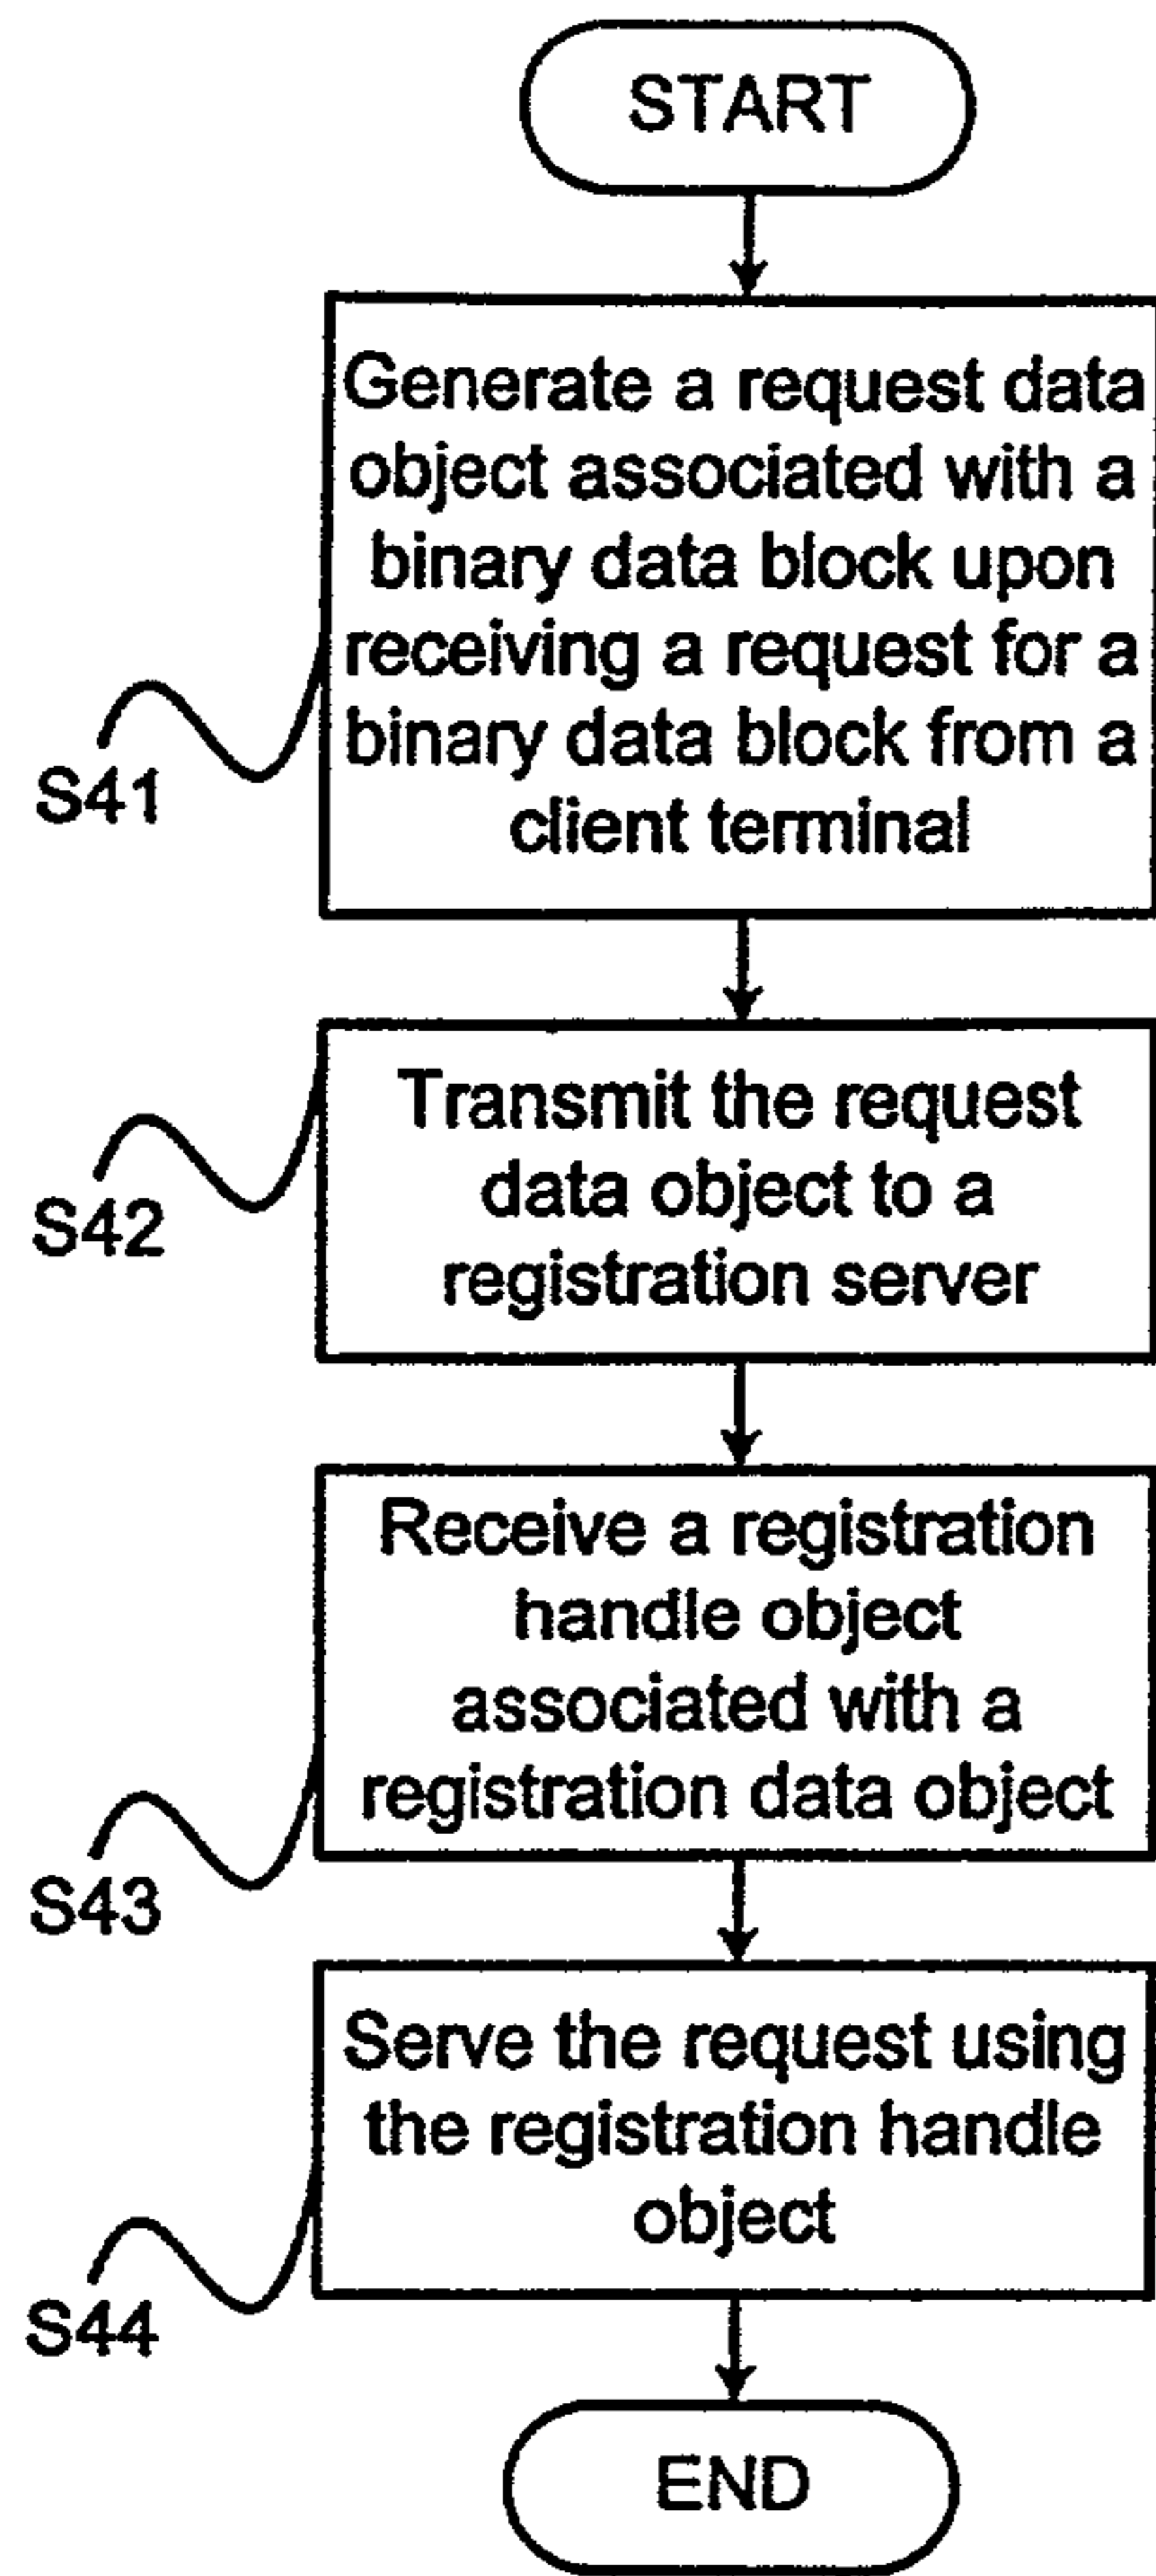 START
Generate a request data
object associated with a
binary data block upon
receiving a request for a
binary data block from a
client terminal
S41
Transmit the request
data object to a
registration server
S42
Receive a registration
handle object
associated with a
registration data object
S43
Serve the request using
the registration handle
object
S44
END